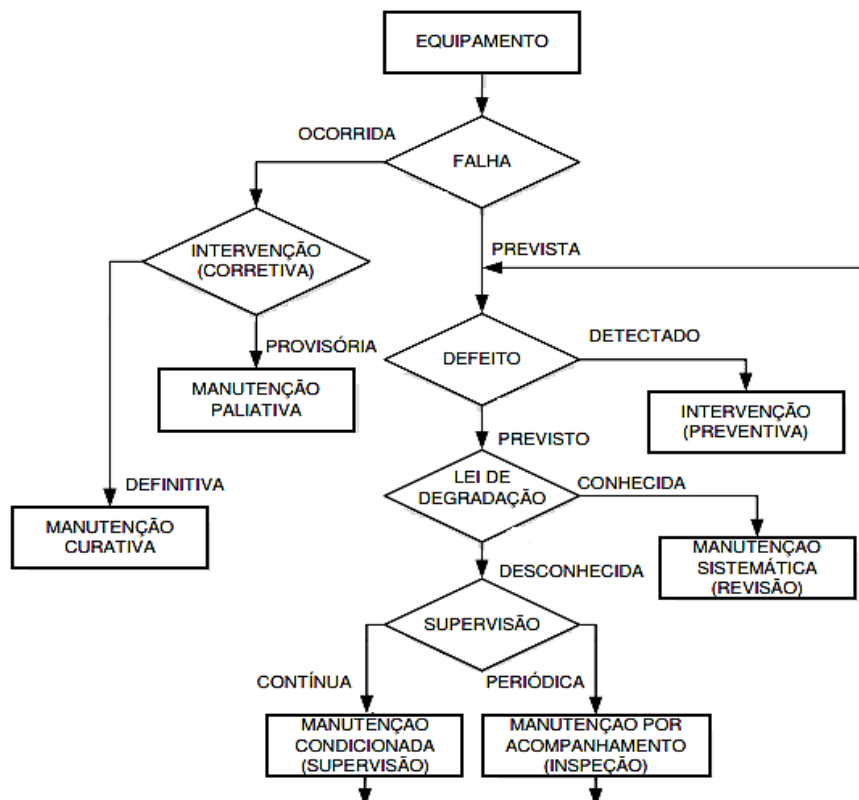 EQUIPAMENTO
OCORRIDA
FALHA
INTERVENÇÃO
(CORRETIVA)
PREVISTA
PROVISÓRIA
DEFEITO
DETECTADO
MANUTENÇÃO
PALIATIVA
INTERVENÇÃO
(PREVENTIVA)
PREVISTO
DEFINITIVA
LEI DE
DEGRADAÇÃO
CONHECIDA
MANUTENÇÃO
CURATIVA
MANUTENÇAO
SISTEMÁTICA
(REVISÃO)
DESCONHECIDA
SUPERVISÃO
CONTÍNUA
PERIÓDICA
MANUTENÇAO
CONDICIONADA
(SUPERVISÃO)
MANUTENÇAO POR
ACOMPANHAMENTO
(INSPEÇÃO)